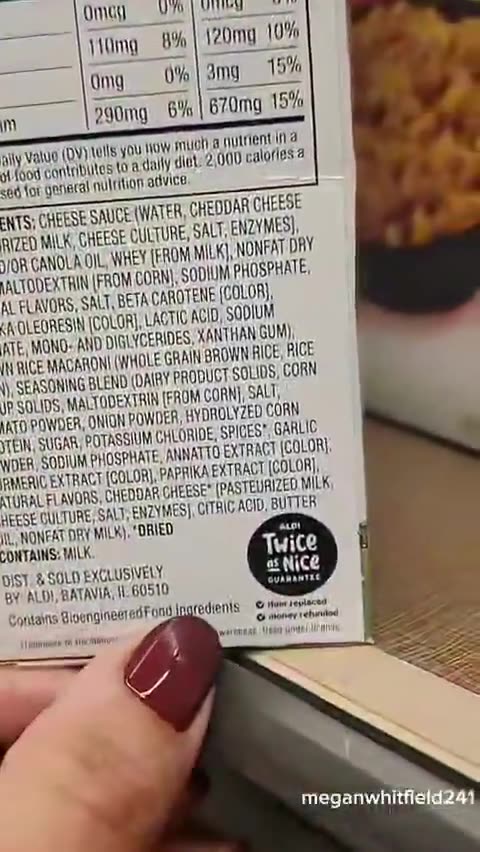 0mcg 0% 0mcg 0%
110mg 8% 120mg 10%
0mg 0% 3mg 15%
290mg 6% 670mg 15%
Daily Value (DV) tells you how much a nutrient in a
of food contributes to a daily diet. 2,000 calories a
sed for general nutrition advice.
ENTS: CHEESE SAUCE (WATER, CHEDDAR CHEESE
RIZED MILK, CHEESE CULTURE, SALT, ENZYMES],
D/OR CANOLA OIL, WHEY [FROM MILK], NONFAT DRY
MALTODEXTRIN [FROM CORN], SODIUM PHOSPHATE,
AL FLAVORS, SALT, BETA CAROTENE [COLOR],
KA OLEORESIN [COLOR], LACTIC ACID, SODIUM
ATE, MONO- AND DIGLYCERIDES, XANTHAN GUM),
WN RICE MACARONI (WHOLE GRAIN BROWN RICE, RICE
N), SEASONING BLEND (DAIRY PRODUCT SOLIDS, CORN
UP SOLIDS, MALTODEXTRIN [FROM CORN], SALT,
MATO POWDER, ONION POWDER, HYDROLYZED CORN
OTEIN, SUGAR, POTASSIUM CHLORIDE, SPICES*, GARLIC
WDER, SODIUM PHOSPHATE, ANNATTO EXTRACT [COLOR],
URMERIC EXTRACT [COLOR], PAPRIKA EXTRACT [COLOR],
NATURAL FLAVORS, CHEDDAR CHEESE* [PASTEURIZED MILK,
CHEESE CULTURE, SALT, ENZYMES], CITRIC ACID, BUTTER
OIL, NONFAT DRY MILK). *DRIED
CONTAINS: MILK.
DIST. & SOLD EXCLUSIVELY
BY: ALDI, BATAVIA, IL 60510
Contains Bioengineered Food Ingredients
ALDI
Twice
as Nice
GUARANTEE
item replaced
money refunded
meganwhitfield241